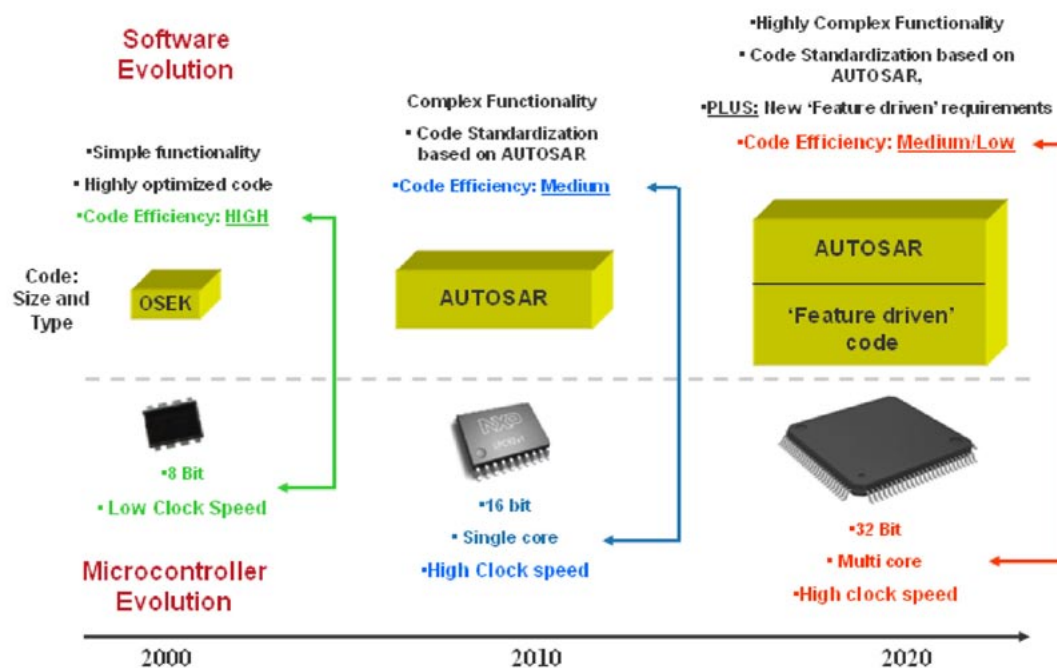 Software
Evolution
▪Simple functionality
▪ Highly optimized code
▪Code Efficiency: HIGH
Complex Functionality
▪ Code Standardization
based on AUTOSAR
▪Code Efficiency: Medium
▪Highly Complex Functionality
▪ Code Standardization based on
AUTOSAR,
▪PLUS: New ‘Feature driven’ requirements
▪Code Efficiency: Medium/Low
Code:
Size and
Type
OSEK
AUTOSAR
AUTOSAR
‘Feature driven’
code
NXP
▪8 Bit
▪ Low Clock Speed
▪16 bit
▪ Single core
▪High Clock speed
▪32 Bit
▪ Multi core
▪High clock speed
Microcontroller
Evolution
2000
2010
2020